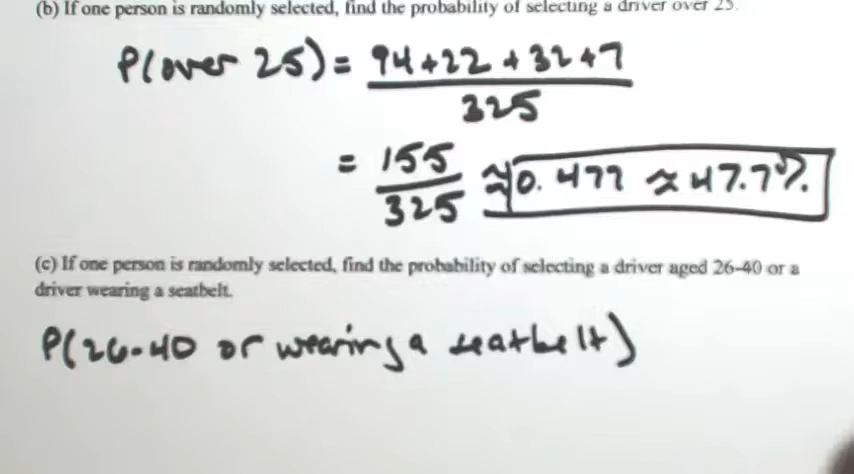 (b) If one person is randomly selected, find the probability of selecting a driver over 25.
P(over 25) = 94+22+32+7
325
= 155
325
≈ 0.477 ≈ 47.7%
(c) If one person is randomly selected, find the probability of selecting a driver aged 26-40 or a
driver wearing a seatbelt.
P(26-40 or wearing a seatbelt)